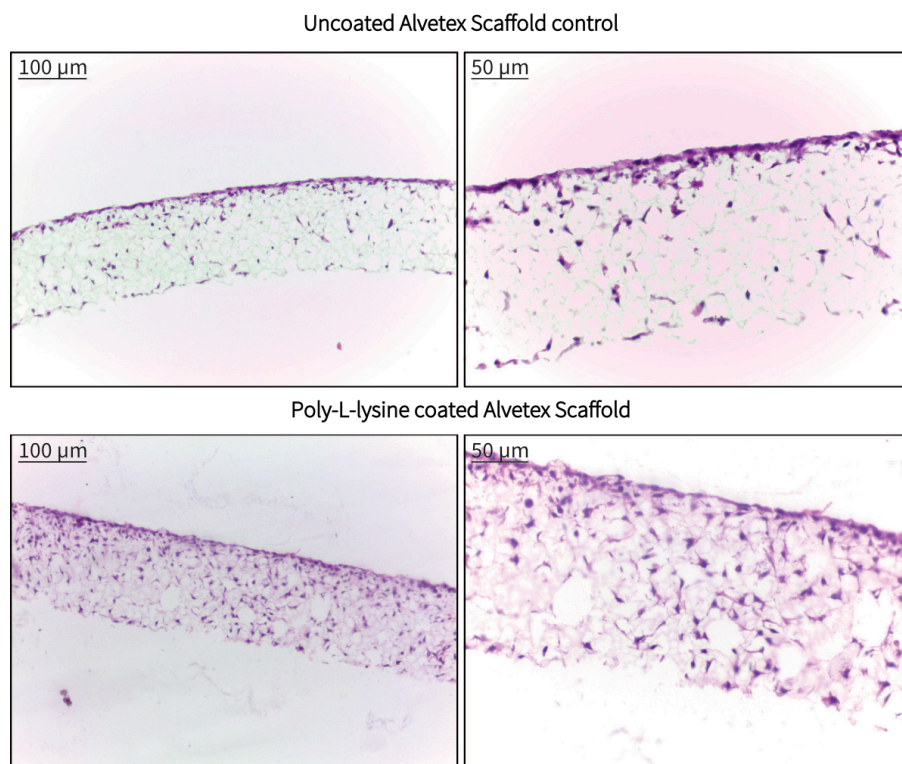 Uncoated Alvetex Scaffold control
100 µm
50 µm
Poly-L-lysine coated Alvetex Scaffold
100 µm
50 µm